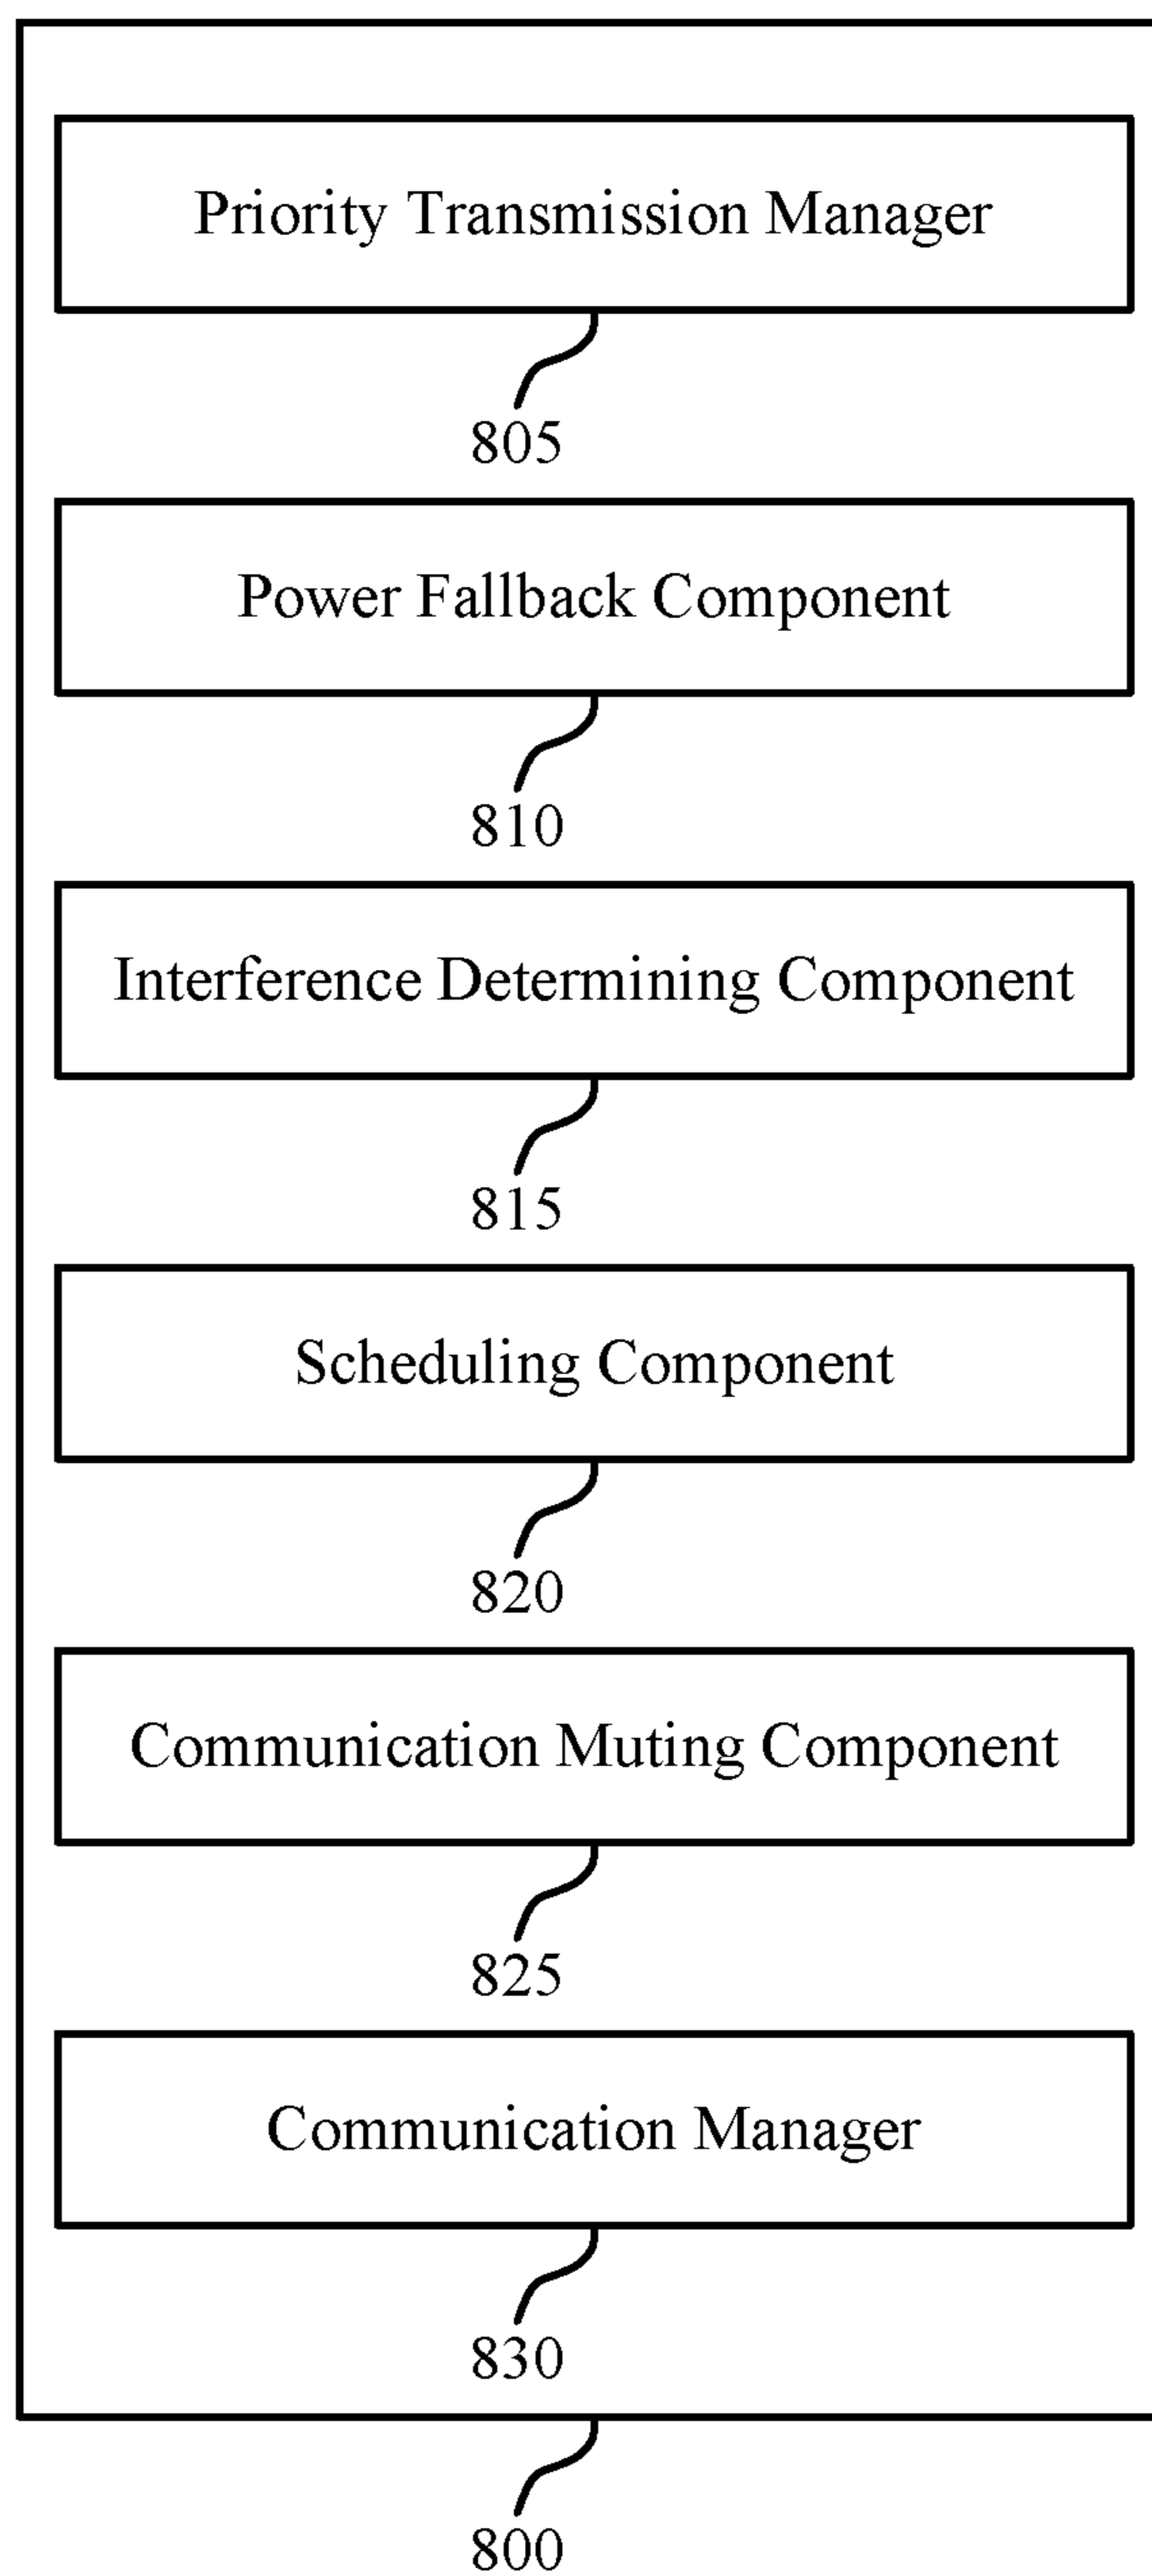 Priority Transmission Manager
805
Power Fallback Component
810
Interference Determining Component
815
Scheduling Component
820
Communication Muting Component
825
Communication Manager
830
800